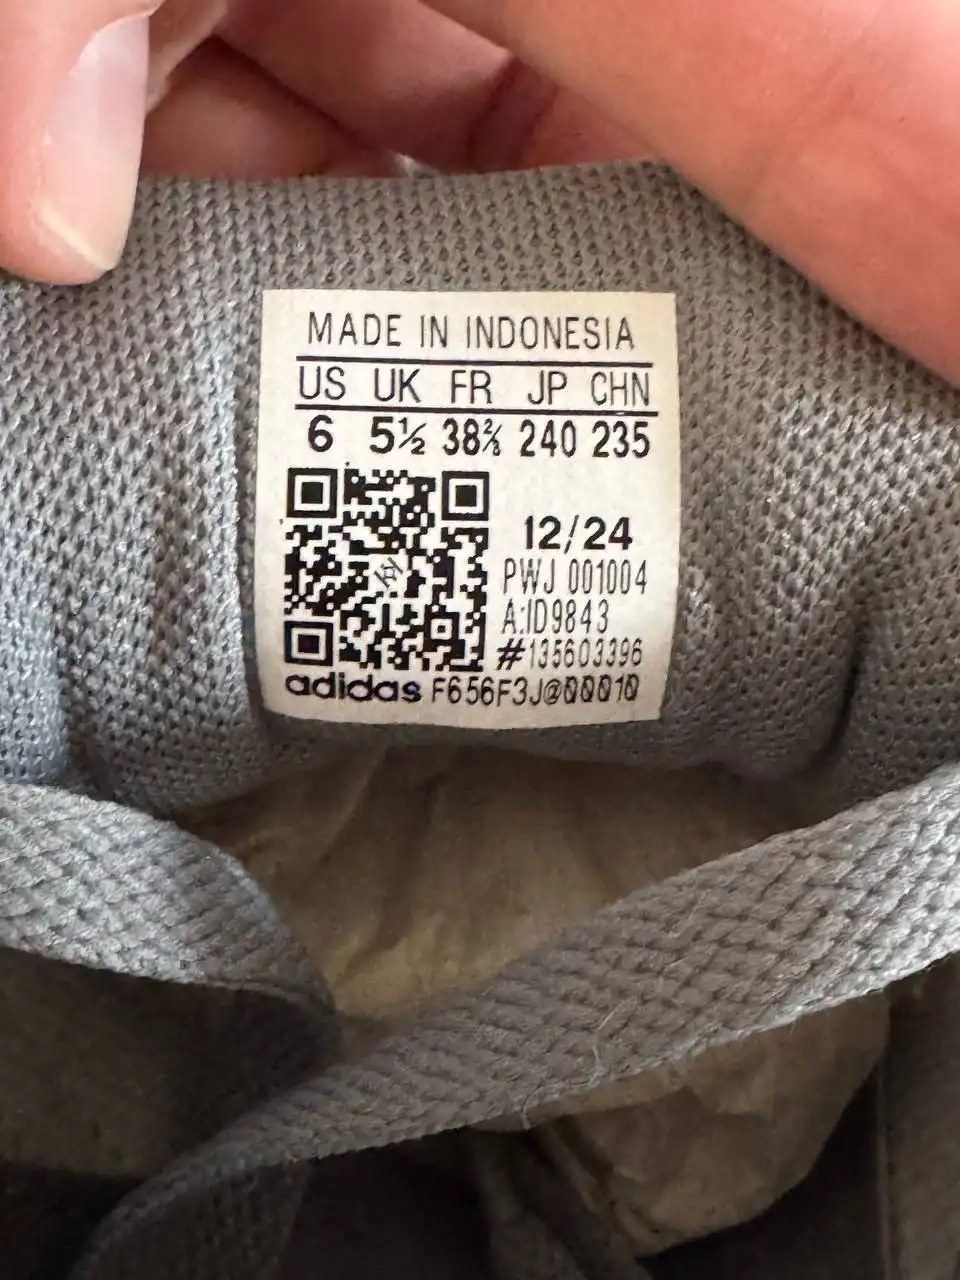 MADE IN INDONESIA
US UK FR JP CHN
6 5½ 38⅔ 240 235
12/24
PWJ 001004
A:ID9843
#135603396
adidas F656F3J@00010